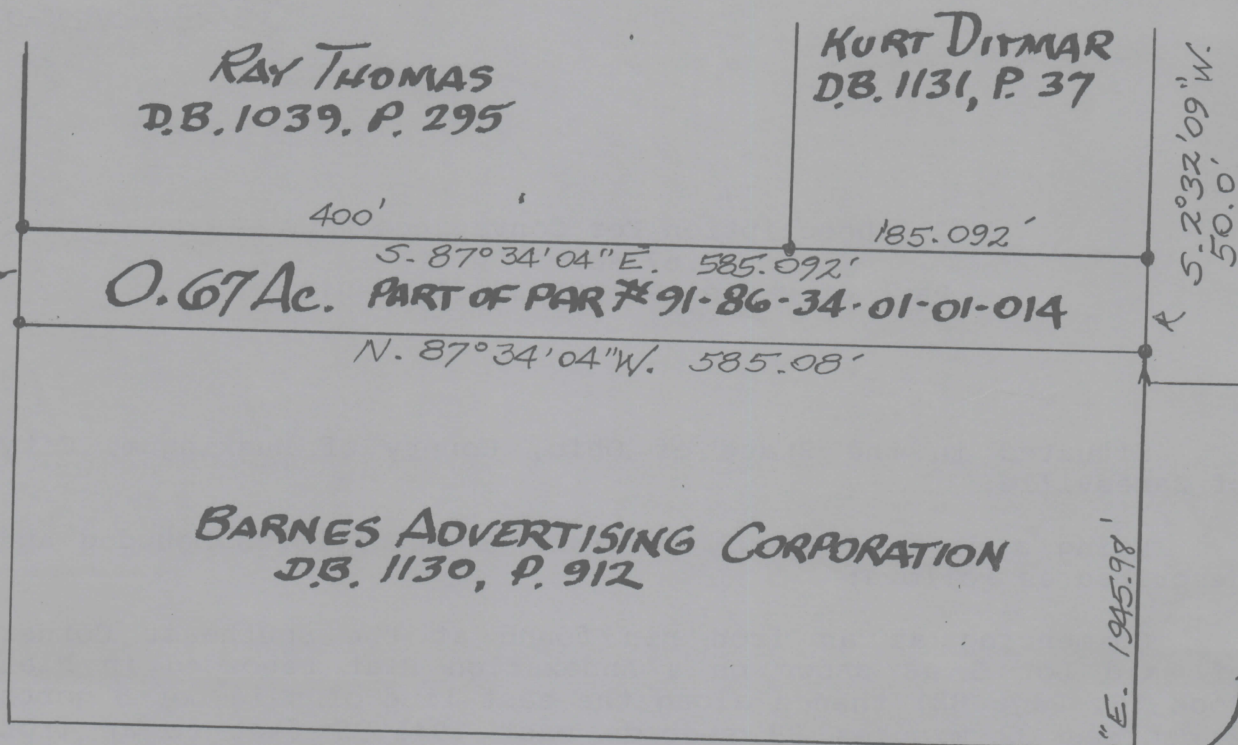 RAY THOMAS
D.B. 1039, P. 295
KURT DITMAR
D.B. 1131, P. 37
S. 2°32'09"W.
50.0'
400'
185.092'
S. 87°34'04"E. 585.092'
0.67 Ac. PART OF PAR # 91-86-34-01-01-014
N. 87°34'04"W. 585.08'
BARNES ADVERTISING CORPORATION
D.B. 1130, P. 912
"E. 1945.98'